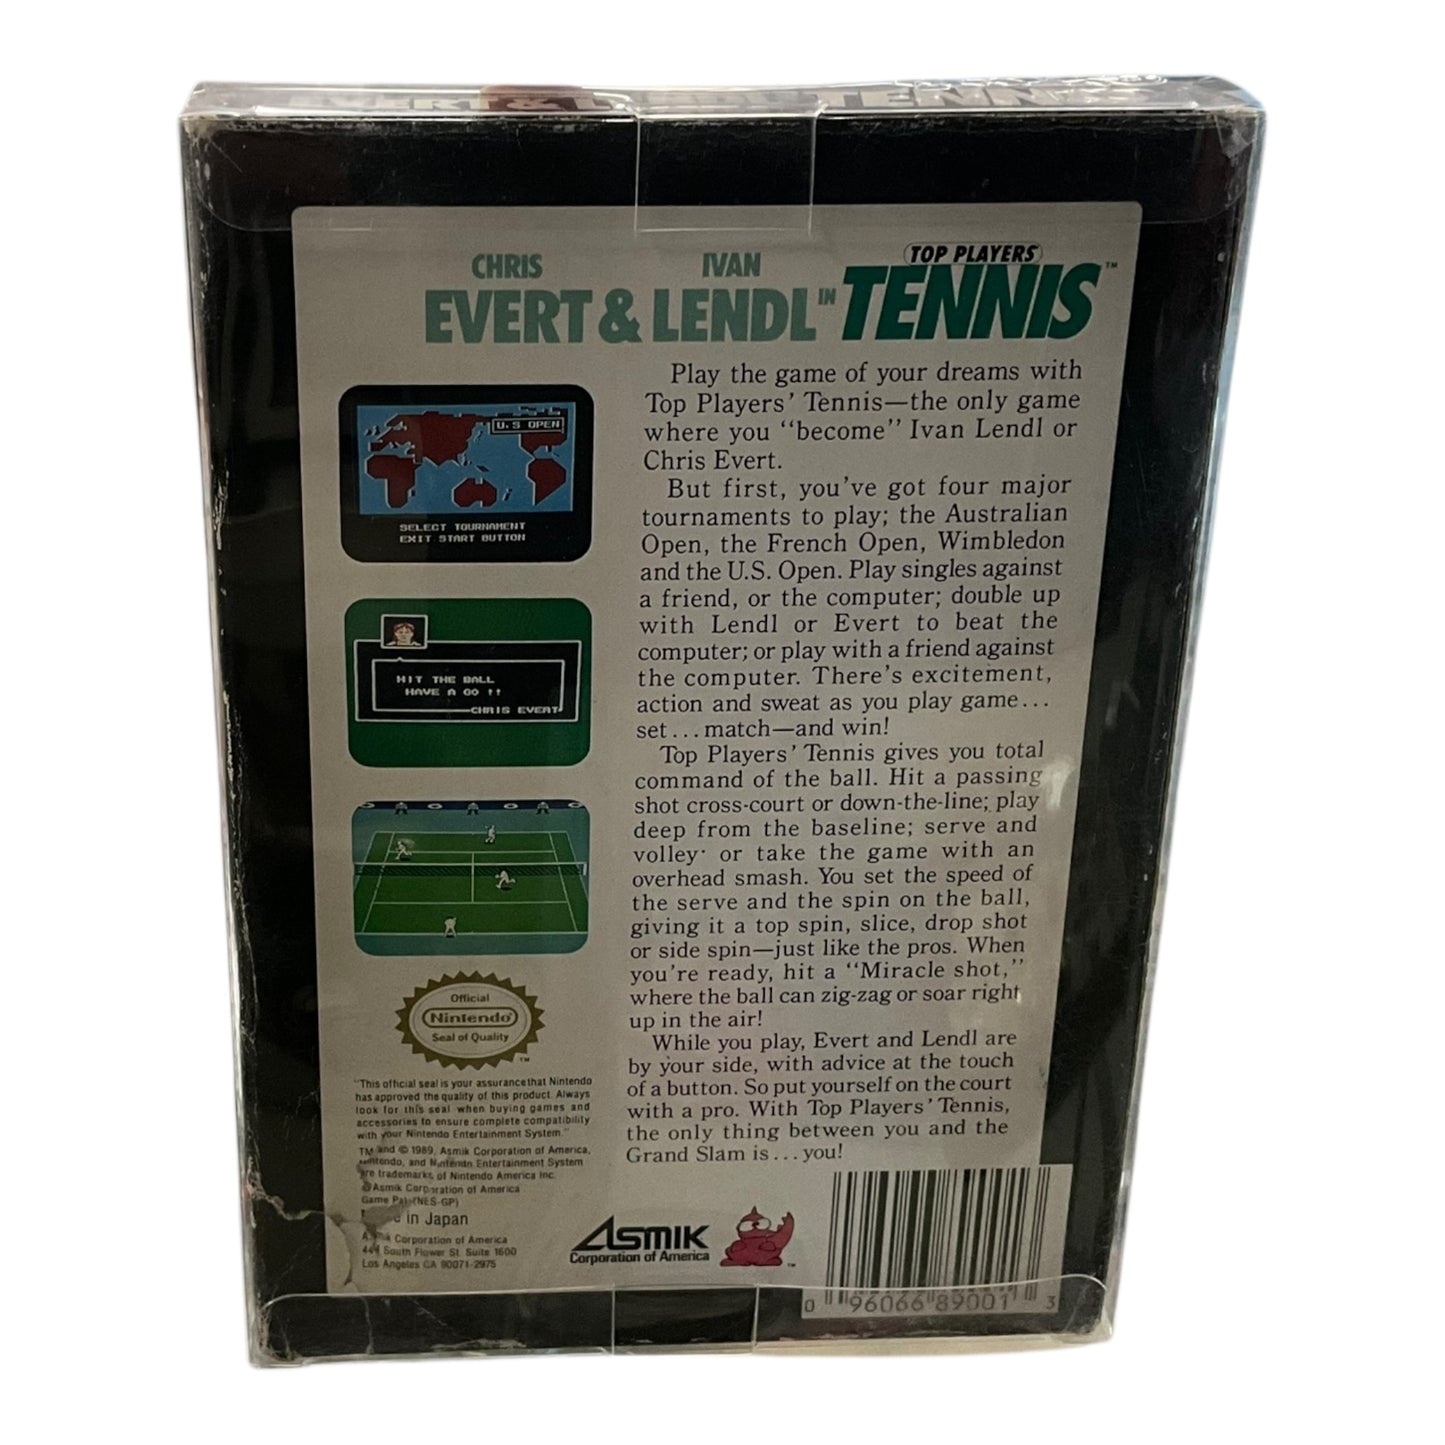 EVERT & LENDL TENNIS
CHRIS IVAN TOP PLAYERS
EVERT & LENDL IN TENNIS™
Play the game of your dreams with
Top Players' Tennis—the only game
where you "become" Ivan Lendl or
Chris Evert.
But first, you've got four major
tournaments to play; the Australian
Open, the French Open, Wimbledon
and the U.S. Open. Play singles against
a friend, or the computer; double up
with Lendl or Evert to beat the
computer; or play with a friend against
the computer. There's excitement,
action and sweat as you play game...
set...match—and win!
Top Players' Tennis gives you total
command of the ball. Hit a passing
shot cross-court or down-the-line; play
deep from the baseline; serve and
volley or take the game with an
overhead smash. You set the speed of
the serve and the spin on the ball,
giving it a top spin, slice, drop shot
or side spin—just like the pros. When
you're ready, hit a "Miracle shot,"
where the ball can zig-zag or soar right
up in the air!
While you play, Evert and Lendl are
by your side, with advice at the touch
of a button. So put yourself on the court
with a pro. With Top Players' Tennis,
the only thing between you and the
Grand Slam is...you!
U.S OPEN
SELECT TOURNAMENT
EXIT START BUTTON
HIT THE BALL
HAVE A GO !!
CHRIS EVERT
Official
Nintendo
Seal of Quality
™
"This official seal is your assurance that Nintendo
has approved the quality of this product. Always
look for this seal when buying games and
accessories to ensure complete compatibility
with your Nintendo Entertainment System."
TM and © 1989, Asmik Corporation of America,
Nintendo, and Nintendo Entertainment System
are trademarks of Nintendo America Inc.
© Asmik Corporation of America
Game Pak (NES-GP)
in Japan
Asmik Corporation of America
444 South Flower St. Suite 1600
Los Angeles CA 90071-2975
ASMIK
Corporation of America
™
0 96066 89001 3